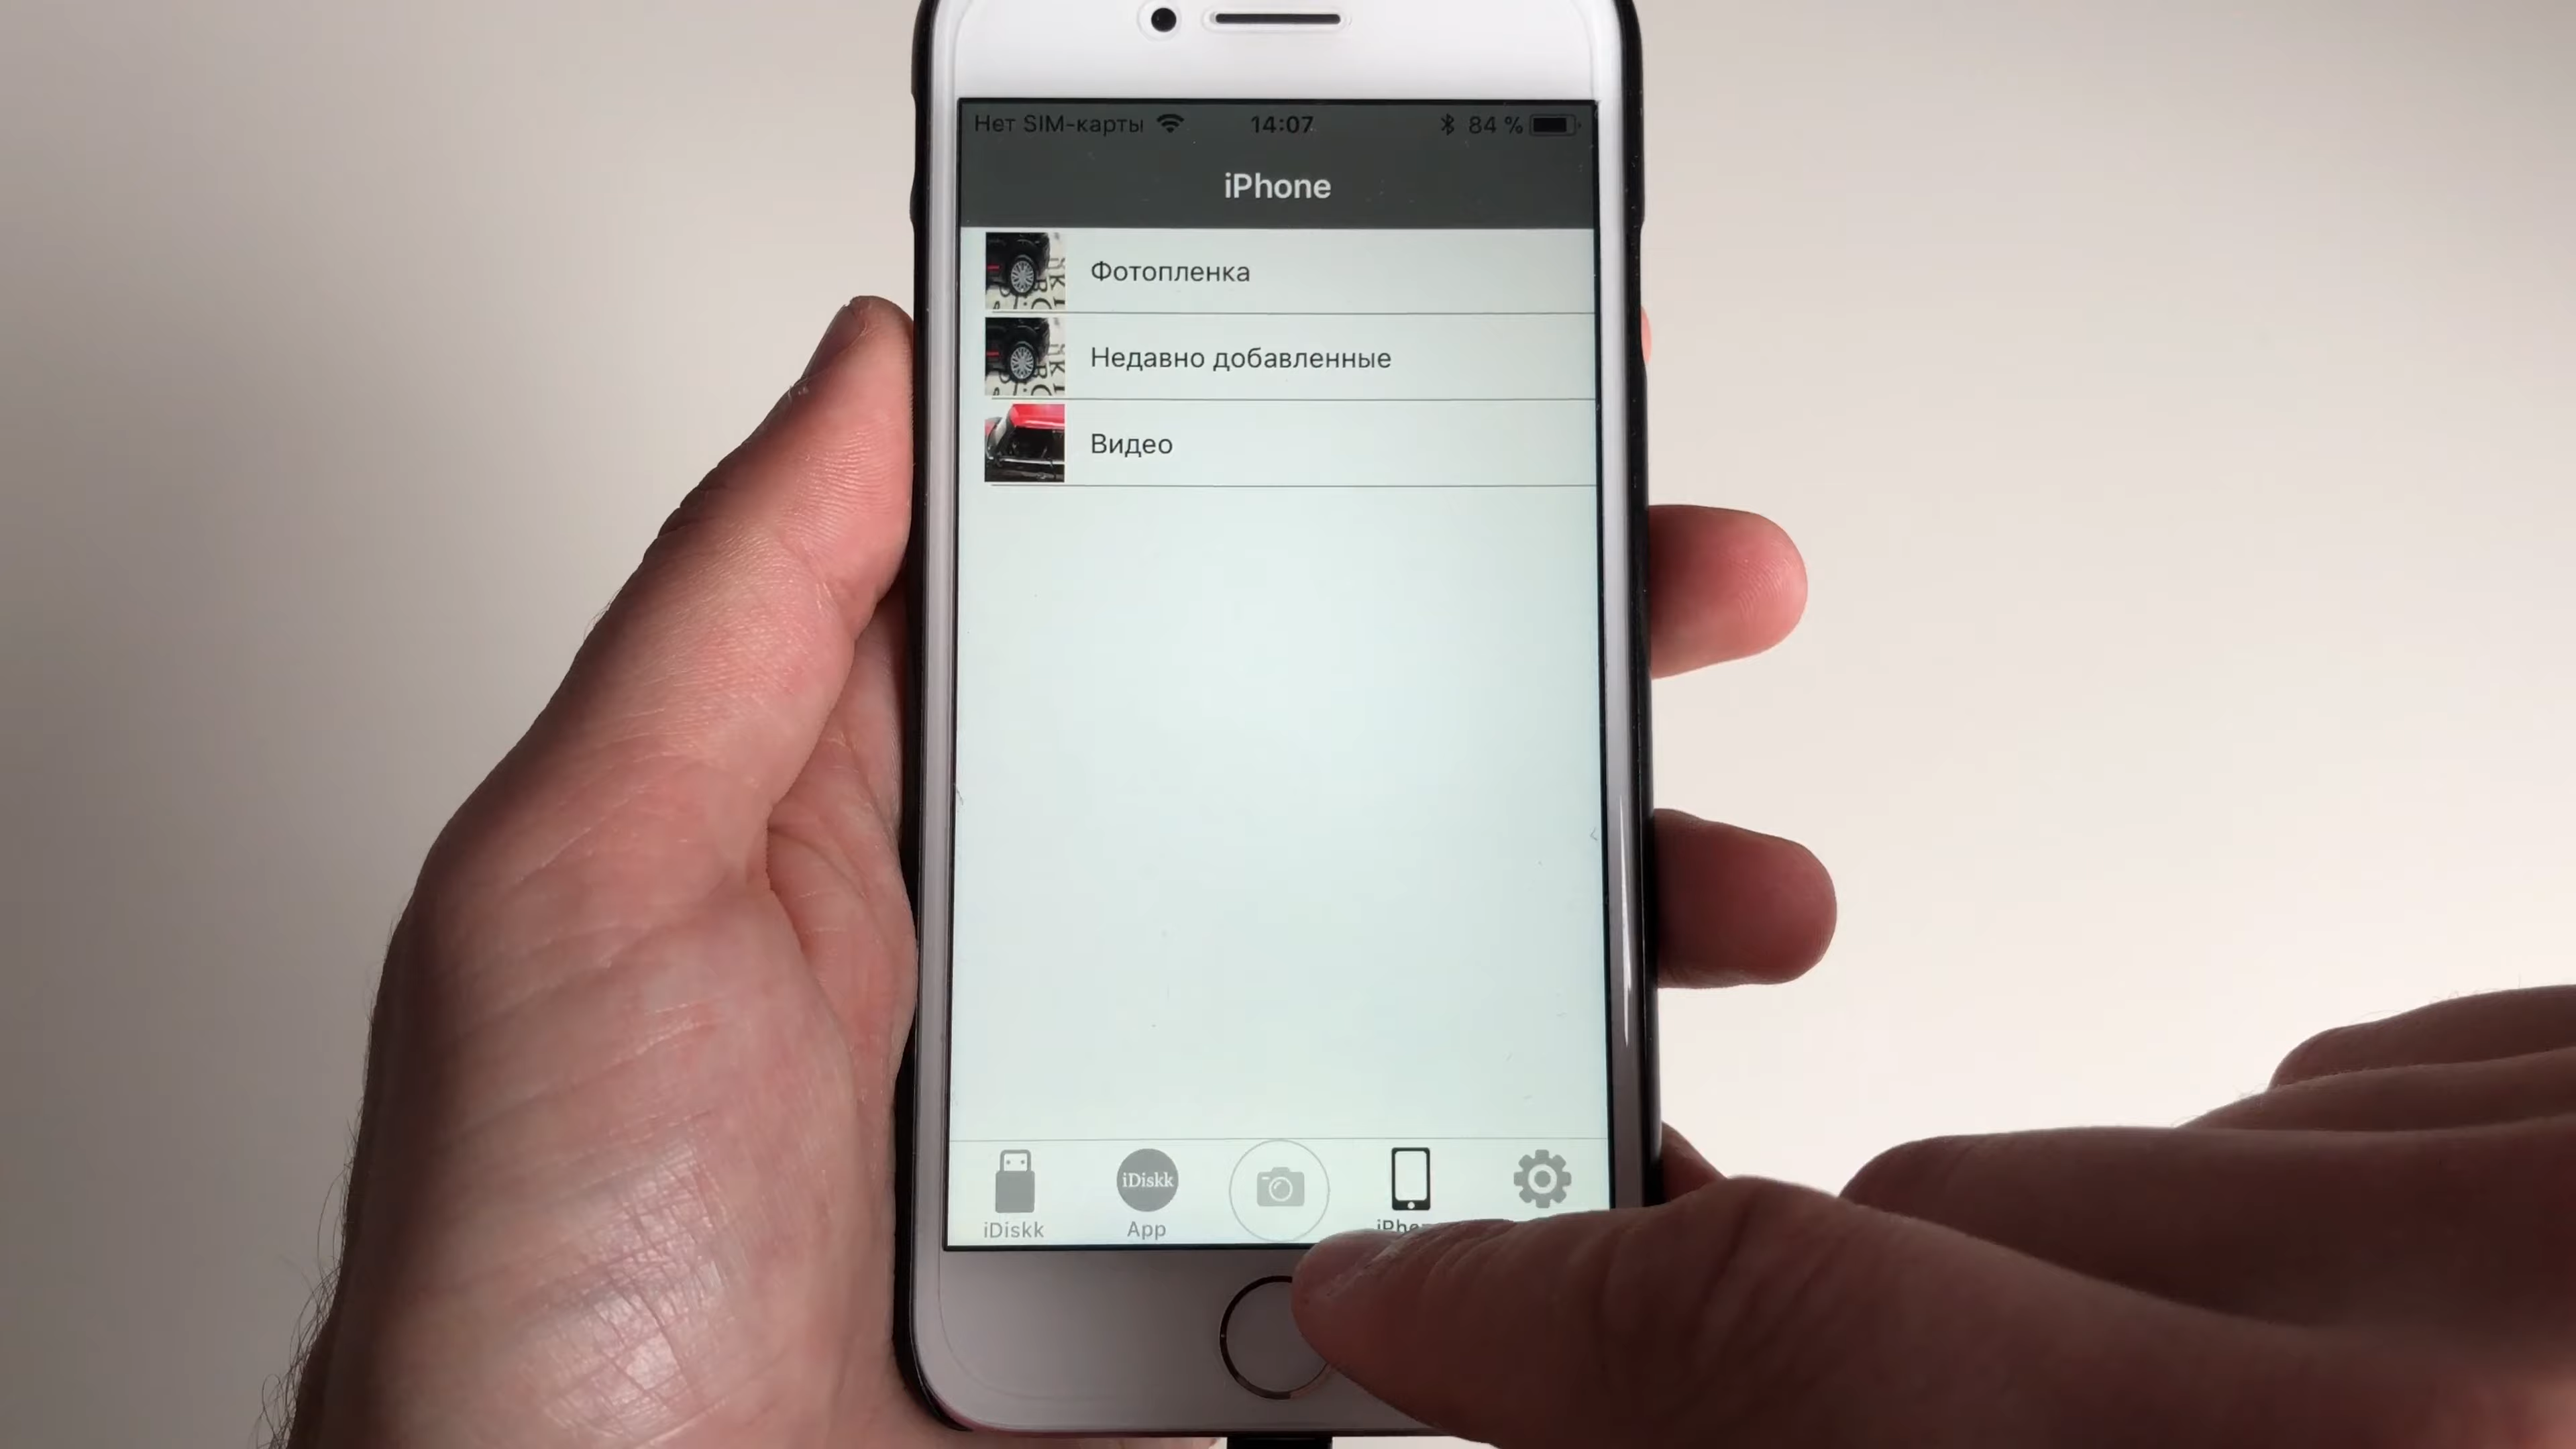 Нет SIM-карты 14:07 84 %
iPhone
Фотопленка
Недавно добавленные
Видео
iDiskk
iDiskk App